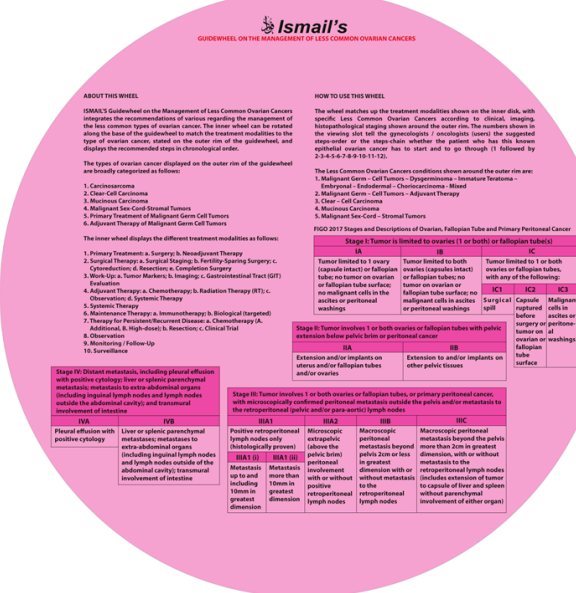 Ismail's
GUIDEWHEEL ON THE MANAGEMENT OF LESS COMMON OVARIAN CANCERS
ABOUT THIS WHEEL
ISMAIL'S Guidewheel on the Management of Less Common Ovarian Cancers
integrates the recommendations of various regarding the management of
the less common types of ovarian cancer. The inner wheel can be rotated
along the base of the guidewheel to match the treatment modalities to the
type of ovarian cancer, stated on the outer rim of the guidewheel, and
displays the recommended steps in chronological order.
The types of ovarian cancer displayed on the outer rim of the guidewheel
are broadly categorized as follows:
1. Carcinosarcoma
2. Clear-Cell Carcinoma
3. Mucinous Carcinoma
4. Malignant Sex-Cord-Stromal Tumors
5. Primary Treatment of Malignant Germ Cell Tumors
6. Adjuvant Therapy of Malignant Germ Cell Tumors
The inner wheel displays the different treatment modalities as follows:
1. Primary Treatment: a. Surgery; b. Neoadjuvant Therapy
2. Surgical Therapy: a. Surgical Staging; b. Fertility-Sparing Surgery; c.
Cytoreduction; d. Resection; e. Completion Surgery
3. Work-Up: a. Tumor Markers; b. Imaging; c. Gastrointestinal Tract (GIT)
Evaluation
4. Adjuvant Therapy: a. Chemotherapy; b. Radiation Therapy (RT); c.
Observation; d. Systemic Therapy
5. Systemic Therapy
6. Maintenance Therapy: a. Immunotherapy; b. Biological (targeted)
7. Therapy for Persistent/Recurrent Disease: a. Chemotherapy (A.
Additional, B. High-dose); b. Resection; c. Clinical Trial
8. Observation
9. Monitoring / Follow-Up
10. Surveillance
HOW TO USE THIS WHEEL
The wheel matches up the treatment modalities shown on the inner disk, with
specific Less Common Ovarian Cancers according to clinical, imaging,
histopathological staging shown around the outer rim. The numbers shown in
the viewing slot tell the gynecologists / oncologists (users) the suggested
steps-order or the steps-chain whether the patient who has this known
epithelial ovarian cancer has to start and to go through (1 followed by
2-3-4-5-6-7-8-9-10-11-12).
The Less Common Ovarian Cancers conditions shown around the outer rim are:
1. Malignant Germ – Cell Tumors – Dysgerminoma – Immature Teratoma –
Embryonal – Endodermal – Choriocarcinoma - Mixed
2. Malignant Germ – Cell Tumors – Adjuvant Therapy
3. Clear – Cell Carcinoma
4. Mucinous Carcinoma
5. Malignant Sex-Cord – Stromal Tumors
FIGO 2017 Stages and Descriptions of Ovarian, Fallopian Tube and Primary Peritoneal Cancer
Stage I: Tumor is limited to ovaries (1 or both) or fallopian tube(s)
IA IB IC
Tumor limited to 1 ovary
(capsule intact) or fallopian
tube; no tumor on ovarian
or fallopian tube surface;
no malignant cells in the
ascites or peritoneal
washings
Tumor limited to both
ovaries (capsules intact)
or fallopian tubes; no
tumor on ovarian or
fallopian tube surface; no
malignant cells in ascites
or peritoneal washings
Tumor limited to 1 or both
ovaries or fallopian tubes,
with any of the following:
IC1 IC2 IC3
Surgical
spill
Capsule
ruptured
before
surgery or
tumor on
ovarian or
fallopian
tube
surface
Malignan
cells in
ascites or
peritone-
al
washings
Stage II: Tumor involves 1 or both ovaries or fallopian tubes with pelvic
extension below pelvic brim or peritoneal cancer
IIA IIB
Extension and/or implants on
uterus and/or fallopian tubes
and/or ovaries
Extension to and/or implants on
other pelvic tissues
Stage IV: Distant metastasis, including pleural effusion
with positive cytology; liver or splenic parenchymal
metastasis; metastasis to extra-abdominal organs
(including inguinal lymph nodes and lymph nodes
outside the abdominal cavity); and transmural
involvement of intestine
IVA IVB
Pleural effusion with
positive cytology
Liver or splenic parenchymal
metastases; metastases to
extra-abdominal organs
(including inguinal lymph nodes
and lymph nodes outside of the
abdominal cavity); transmural
involvement of intestine
Stage III: Tumor involves 1 or both ovaries or fallopian tubes, or primary peritoneal cancer,
with microscopically confirmed peritoneal metastasis outside the pelvis and/or metastasis to
the retroperitoneal (pelvic and/or para-aortic) lymph nodes
IIIA1 IIIA2 IIIB IIIC
Positive retroperitoneal
lymph nodes only
(histologically proven)
IIIA1 (i) IIIA1 (ii)
Metastasis
up to and
including
10mm in
greatest
dimension
Metastasis
more than
10mm in
greatest
dimension
Microscopic
extrapelvic
(above the
pelvic brim)
peritoneal
involvement
with or without
positive
retroperitoneal
lymph nodes
Macroscopic
peritoneal
metastasis beyond
pelvis 2cm or less
in greatest
dimension with or
without metastasis
to the
retroperitoneal
lymph nodes
Macroscopic peritoneal
metastasis beyond the pelvis
more than 2cm in greatest
dimension, with or without
metastasis to the
retroperitoneal lymph nodes
(includes extension of tumor
to capsule of liver and spleen
without parenchymal
involvement of either organ)